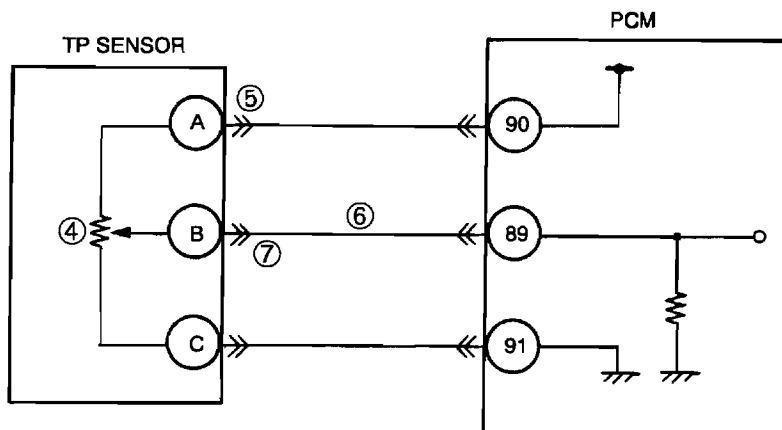 PCM
TP SENSOR
A ⑤ 90
④ B ⑥ 89
⑦
C 91